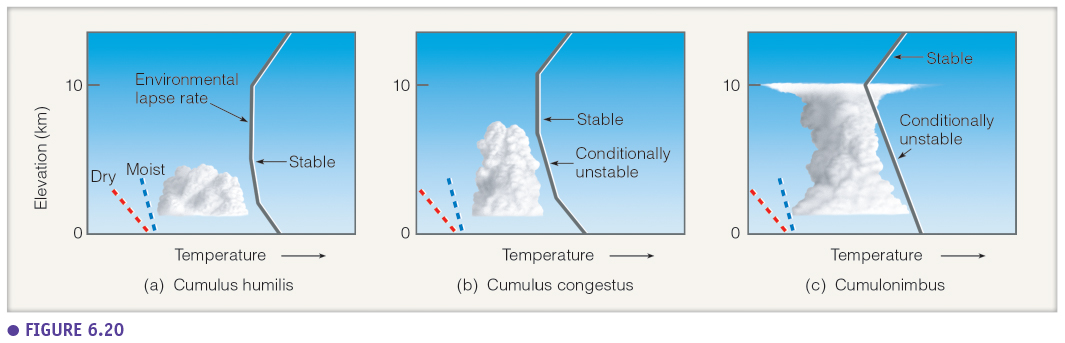 Elevation (km)
10
0
Environmental
lapse rate
Stable
Dry
Moist
Temperature
(a) Cumulus humilis
10
0
Stable
Conditionally
unstable
Temperature
(b) Cumulus congestus
10
0
Stable
Conditionally
unstable
Temperature
(c) Cumulonimbus
● FIGURE 6.20